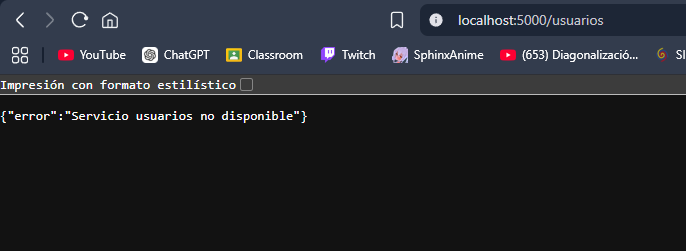 localhost:5000/usuarios
YouTube ChatGPT Classroom Twitch SphinxAnime (653) Diagonalizació... SI
Impresión con formato estilístico
{"error":"Servicio usuarios no disponible"}